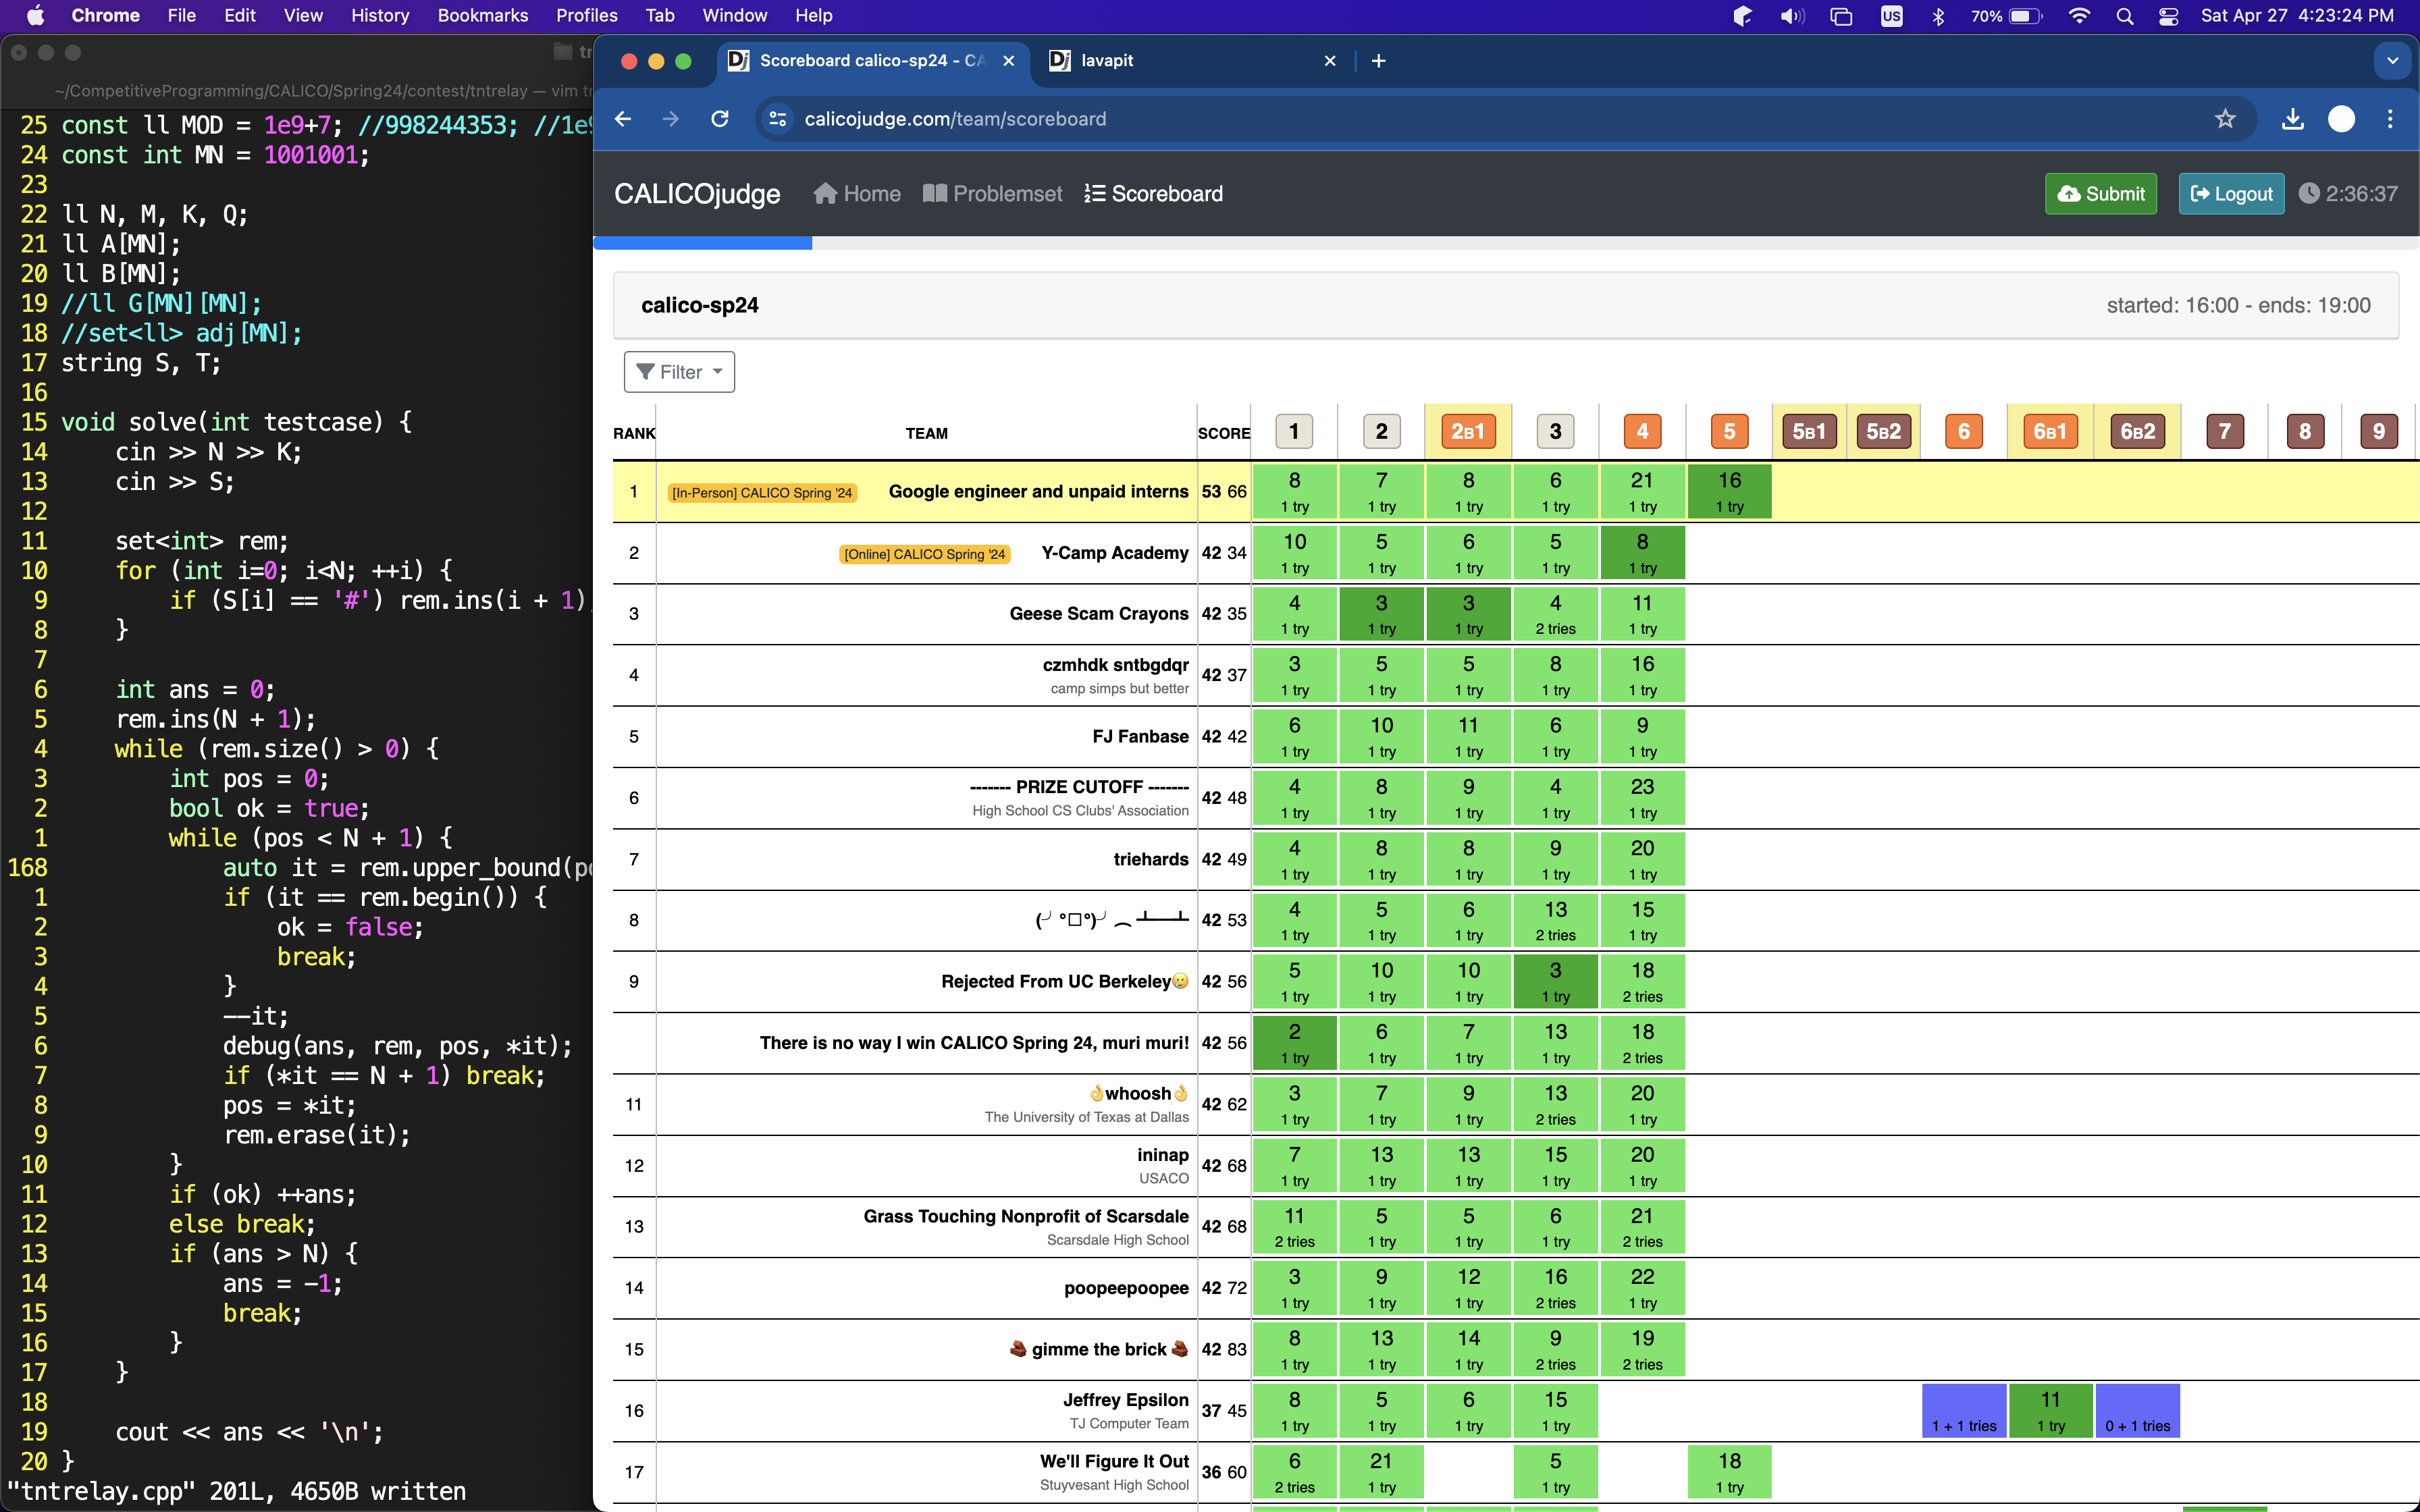 Chrome File Edit View History Bookmarks Profiles Tab Window Help US 70% Sat Apr 27 4:23:24 PM
~/CompetitiveProgramming/CALICO/Spring24/contest/tntrelay — vim
25 const ll MOD = 1e9+7; //998244353;
24 const int MN = 1001001;
23
22 ll N, M, K, Q;
21 ll A[MN];
20 ll B[MN];
19 //ll G[MN][MN];
18 //set<ll> adj[MN];
17 string S, T;
16
15 void solve(int testcase) {
14 cin >> N >> K;
13 cin >> S;
12
11 set<int> rem;
10 for (int i=0; i<N; ++i) {
9 if (S[i] == '#') rem.ins(i + 1)
8 }
7
6 int ans = 0;
5 rem.ins(N + 1);
4 while (rem.size() > 0) {
3 int pos = 0;
2 bool ok = true;
1 while (pos < N + 1) {
168 auto it = rem.upper_bound(
1 if (it == rem.begin()) {
2 ok = false;
3 break;
4 }
5 --it;
6 debug(ans, rem, pos, *it);
7 if (*it == N + 1) break;
8 pos = *it;
9 rem.erase(it);
10 }
11 if (ok) ++ans;
12 else break;
13 if (ans > N) {
14 ans = -1;
15 break;
16 }
17 }
18
19 cout << ans << '\n';
20 }
"tntrelay.cpp" 201L, 4650B written
Scoreboard calico-sp24 - CA
lavapit
calicojudge.com/team/scoreboard
CALICOjudge Home Problemset Scoreboard Submit Logout 2:36:37
calico-sp24 started: 16:00 - ends: 19:00
Filter
RANK TEAM SCORE 1 2 2B1 3 4 5 5B1 5B2 6 6B1 6B2 7 8 9
1 [In-Person] CALICO Spring '24 Google engineer and unpaid interns 53 66 8 7 8 6 21 16
1 try 1 try 1 try 1 try 1 try 1 try
2 [Online] CALICO Spring '24 Y-Camp Academy 42 34 10 5 6 5 8
1 try 1 try 1 try 1 try 1 try
3 Geese Scam Crayons 42 35 4 3 3 4 11
1 try 1 try 1 try 2 tries 1 try
4 czmhdk sntbgdqr 42 37 3 5 5 8 16
camp simps but better 1 try 1 try 1 try 1 try 1 try
5 FJ Fanbase 42 42 6 10 11 6 9
1 try 1 try 1 try 1 try 1 try
6 ------- PRIZE CUTOFF ------- 42 48 4 8 9 4 23
High School CS Clubs' Association 1 try 1 try 1 try 1 try 1 try
7 triehards 42 49 4 8 8 9 20
1 try 1 try 1 try 1 try 1 try
8 (╯°□°)╯︵ ┻━┻ 42 53 4 5 6 13 15
1 try 1 try 1 try 2 tries 1 try
9 Rejected From UC Berkeley🥲 42 56 5 10 10 3 18
1 try 1 try 1 try 1 try 2 tries
There is no way I win CALICO Spring 24, muri muri! 42 56 2 6 7 13 18
1 try 1 try 1 try 1 try 2 tries
11 👌whoosh👌 42 62 3 7 9 13 20
The University of Texas at Dallas 1 try 1 try 1 try 2 tries 1 try
12 ininap 42 68 7 13 13 15 20
USACO 1 try 1 try 1 try 1 try 1 try
13 Grass Touching Nonprofit of Scarsdale 42 68 11 5 5 6 21
Scarsdale High School 2 tries 1 try 1 try 1 try 2 tries
14 poopeepoopee 42 72 3 9 12 16 22
1 try 1 try 1 try 2 tries 1 try
15 🧱 gimme the brick 🧱 42 83 8 13 14 9 19
1 try 1 try 1 try 2 tries 2 tries
16 Jeffrey Epsilon 37 45 8 5 6 15 11
TJ Computer Team 1 try 1 try 1 try 1 try 1 + 1 tries 1 try 0 + 1 tries
17 We'll Figure It Out 36 60 6 21 5 18
Stuyvesant High School 2 tries 1 try 1 try 1 try